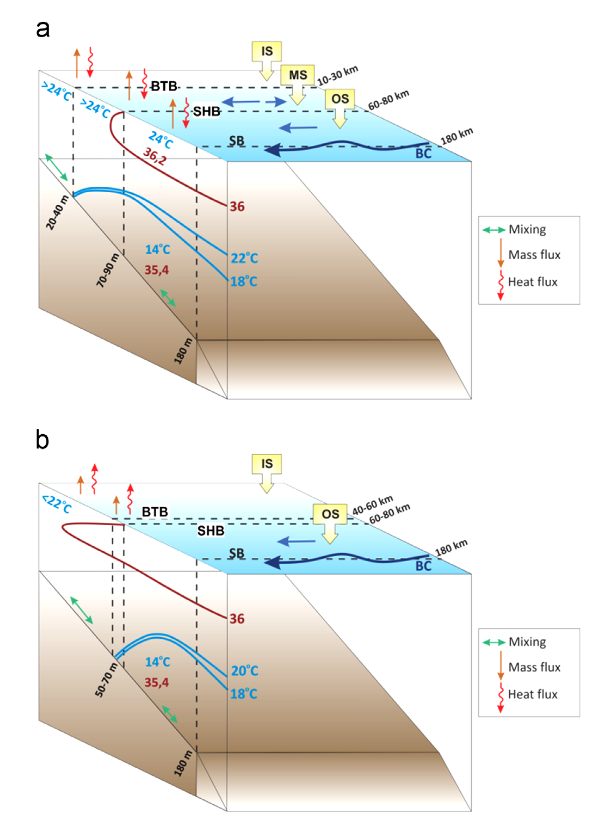 a
IS
MS
OS
10-30 km
60-80 km
180 km
>24°C
>24°C
24°C
36,2
BTB
SHB
SB
BC
36
22°C
18°C
14°C
35,4
20-40 m
70-90 m
180 m
Mixing
Mass flux
Heat flux
b
IS
OS
40-60 km
60-80 km
180 km
<22°C
BTB
SHB
SB
BC
36
20°C
18°C
14°C
35,4
50-70 m
180 m
Mixing
Mass flux
Heat flux